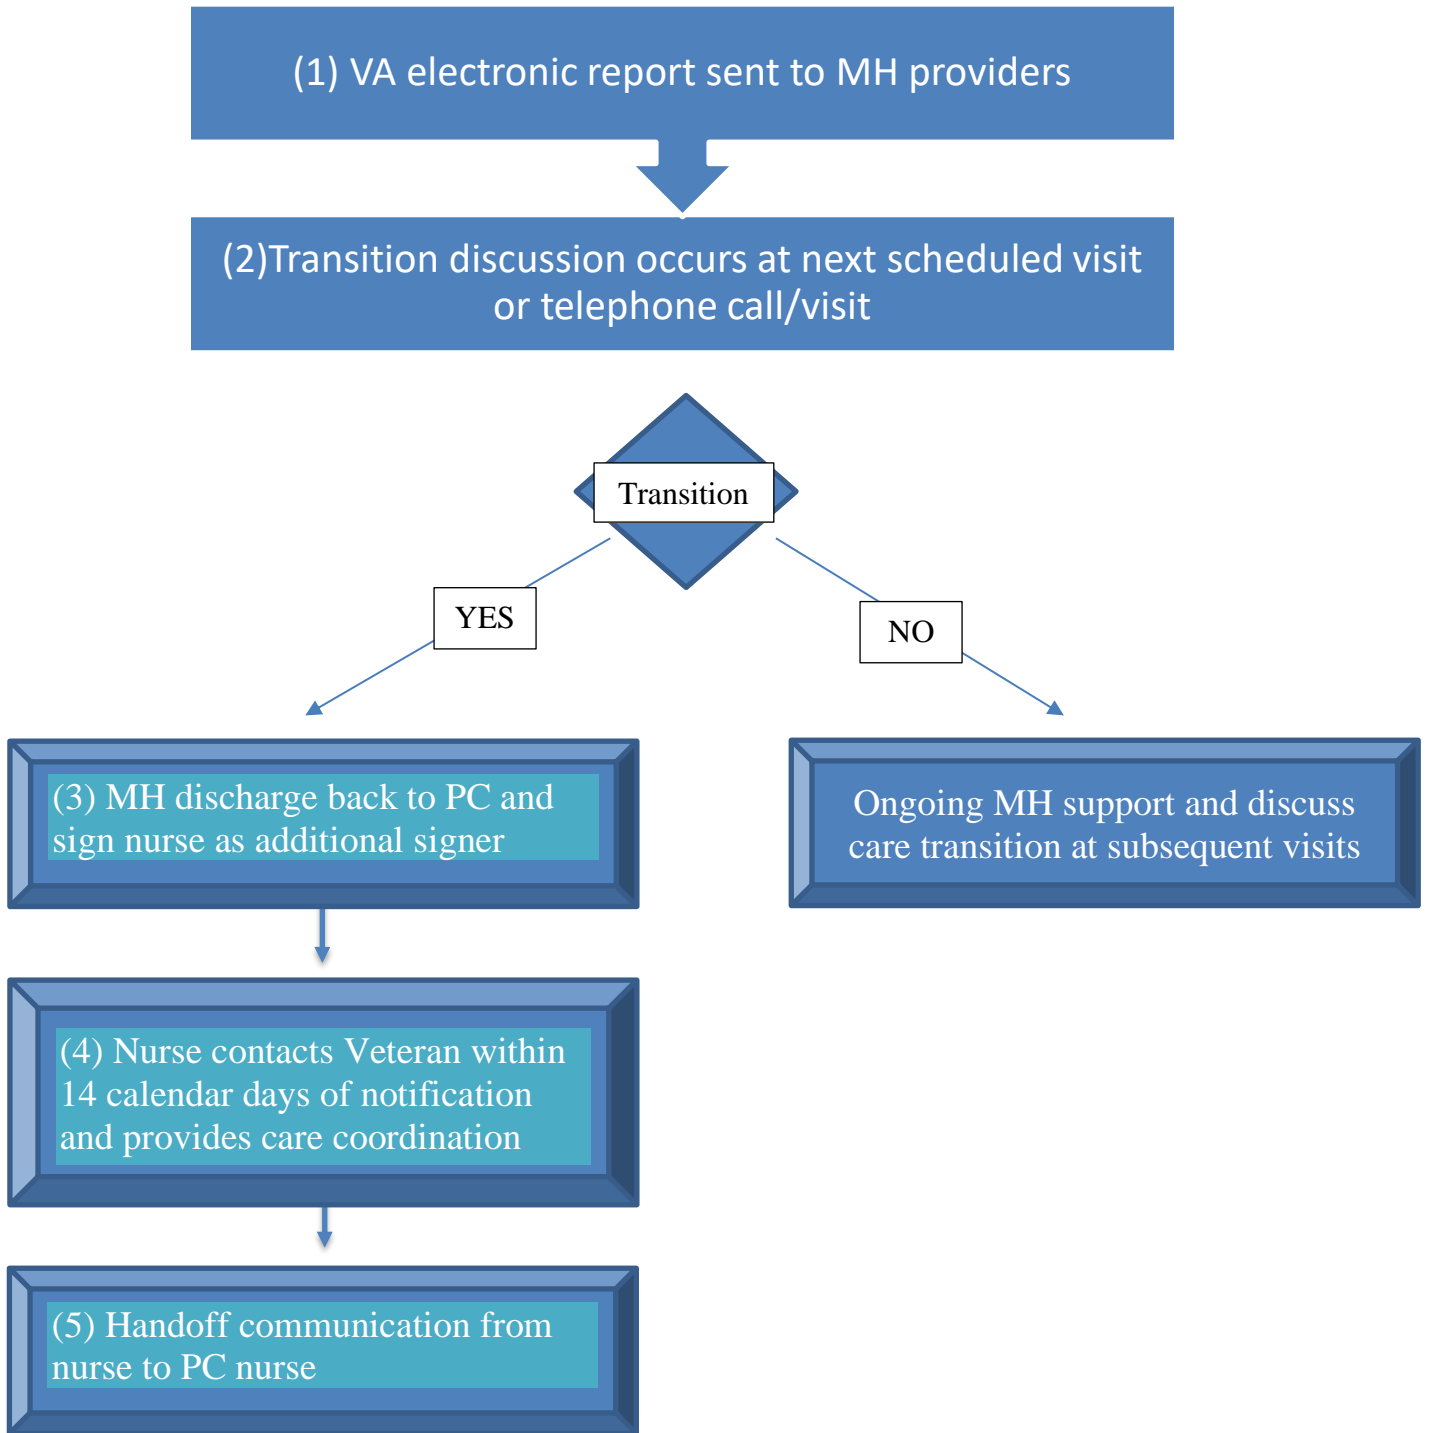 (1) VA electronic report sent to MH providers
(2)Transition discussion occurs at next scheduled visit
or telephone call/visit
Transition
YES
NO
(3) MH discharge back to PC and
sign nurse as additional signer
Ongoing MH support and discuss
care transition at subsequent visits
(4) Nurse contacts Veteran within
14 calendar days of notification
and provides care coordination
(5) Handoff communication from
nurse to PC nurse